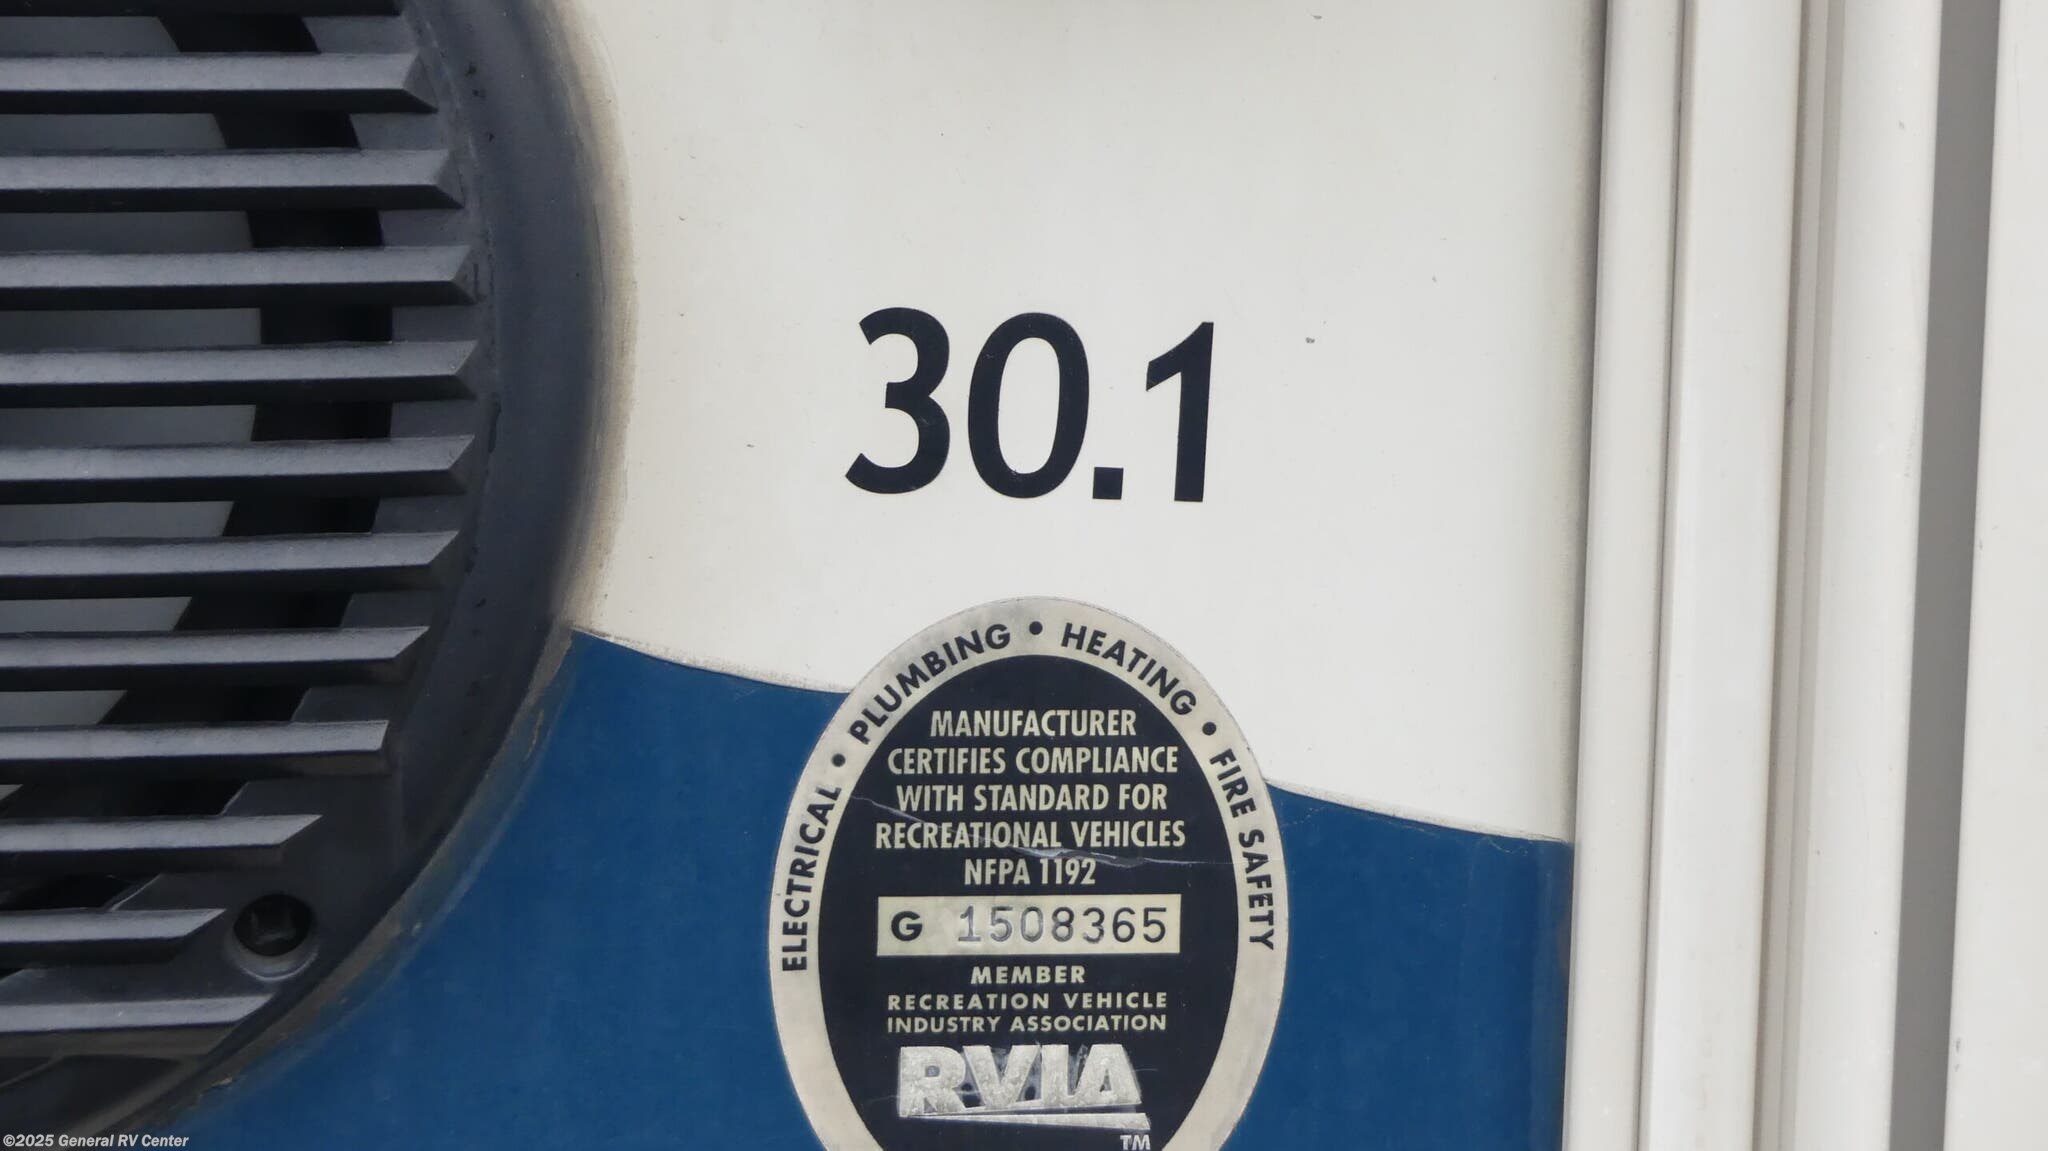 30.1
ELECTRICAL • PLUMBING • HEATING • FIRE SAFETY
MANUFACTURER
CERTIFIES COMPLIANCE
WITH STANDARD FOR
RECREATIONAL VEHICLES
NFPA 1192
G 1508365
MEMBER
RECREATION VEHICLE
INDUSTRY ASSOCIATION
RVIA
TM
©2025 General RV Center